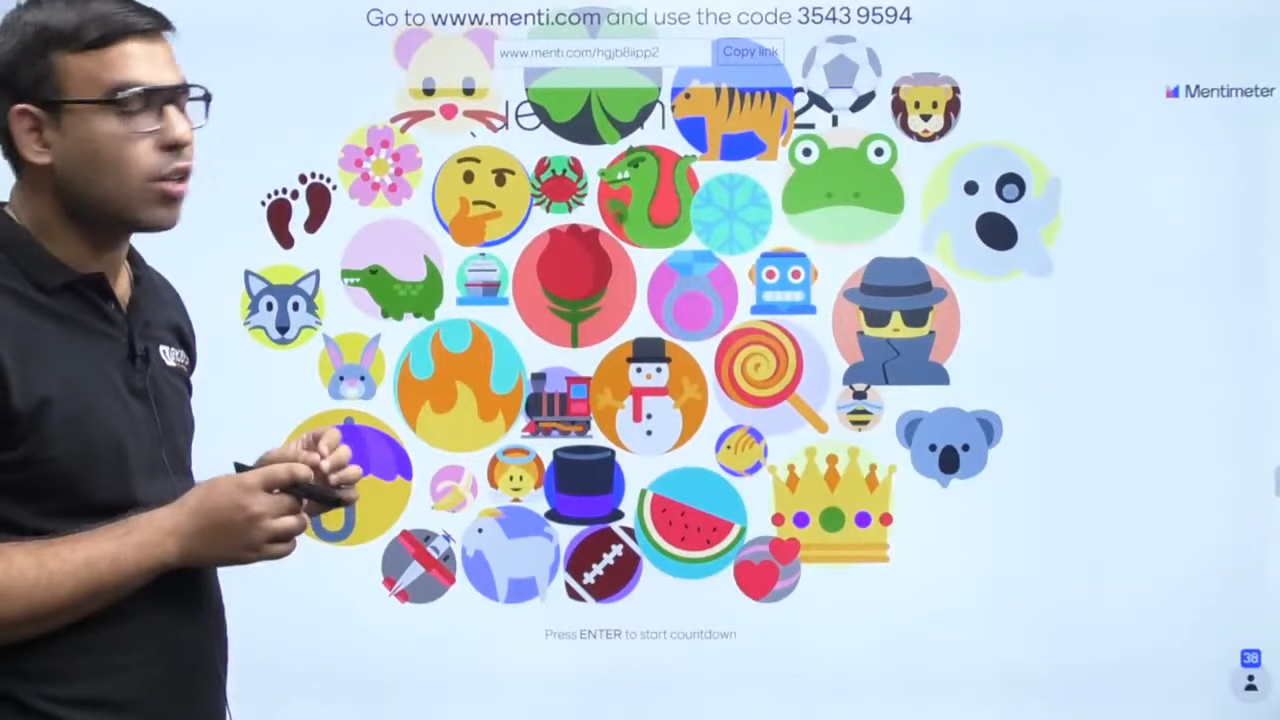 Go to www.menti.com and use the code 3543 9594
www.menti.com/hgjb8iipp2
Copy link
Mentimeter
Press ENTER to start countdown
38